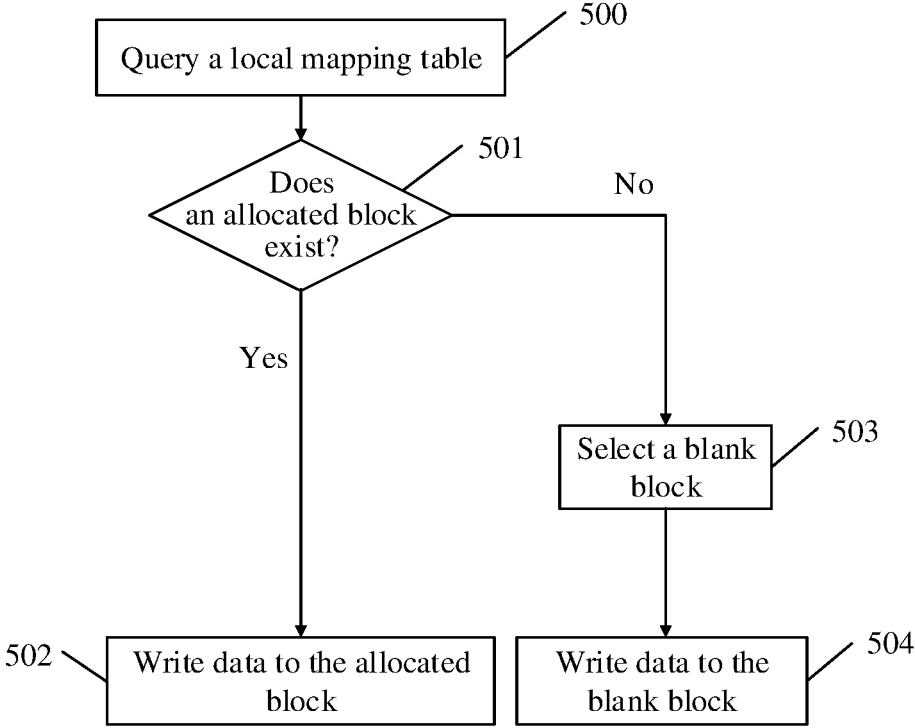 500
Query a local mapping table
501
Does
an allocated block
exist?
No
Yes
503
Select a blank
block
502
Write data to the allocated
block
504
Write data to the
blank block